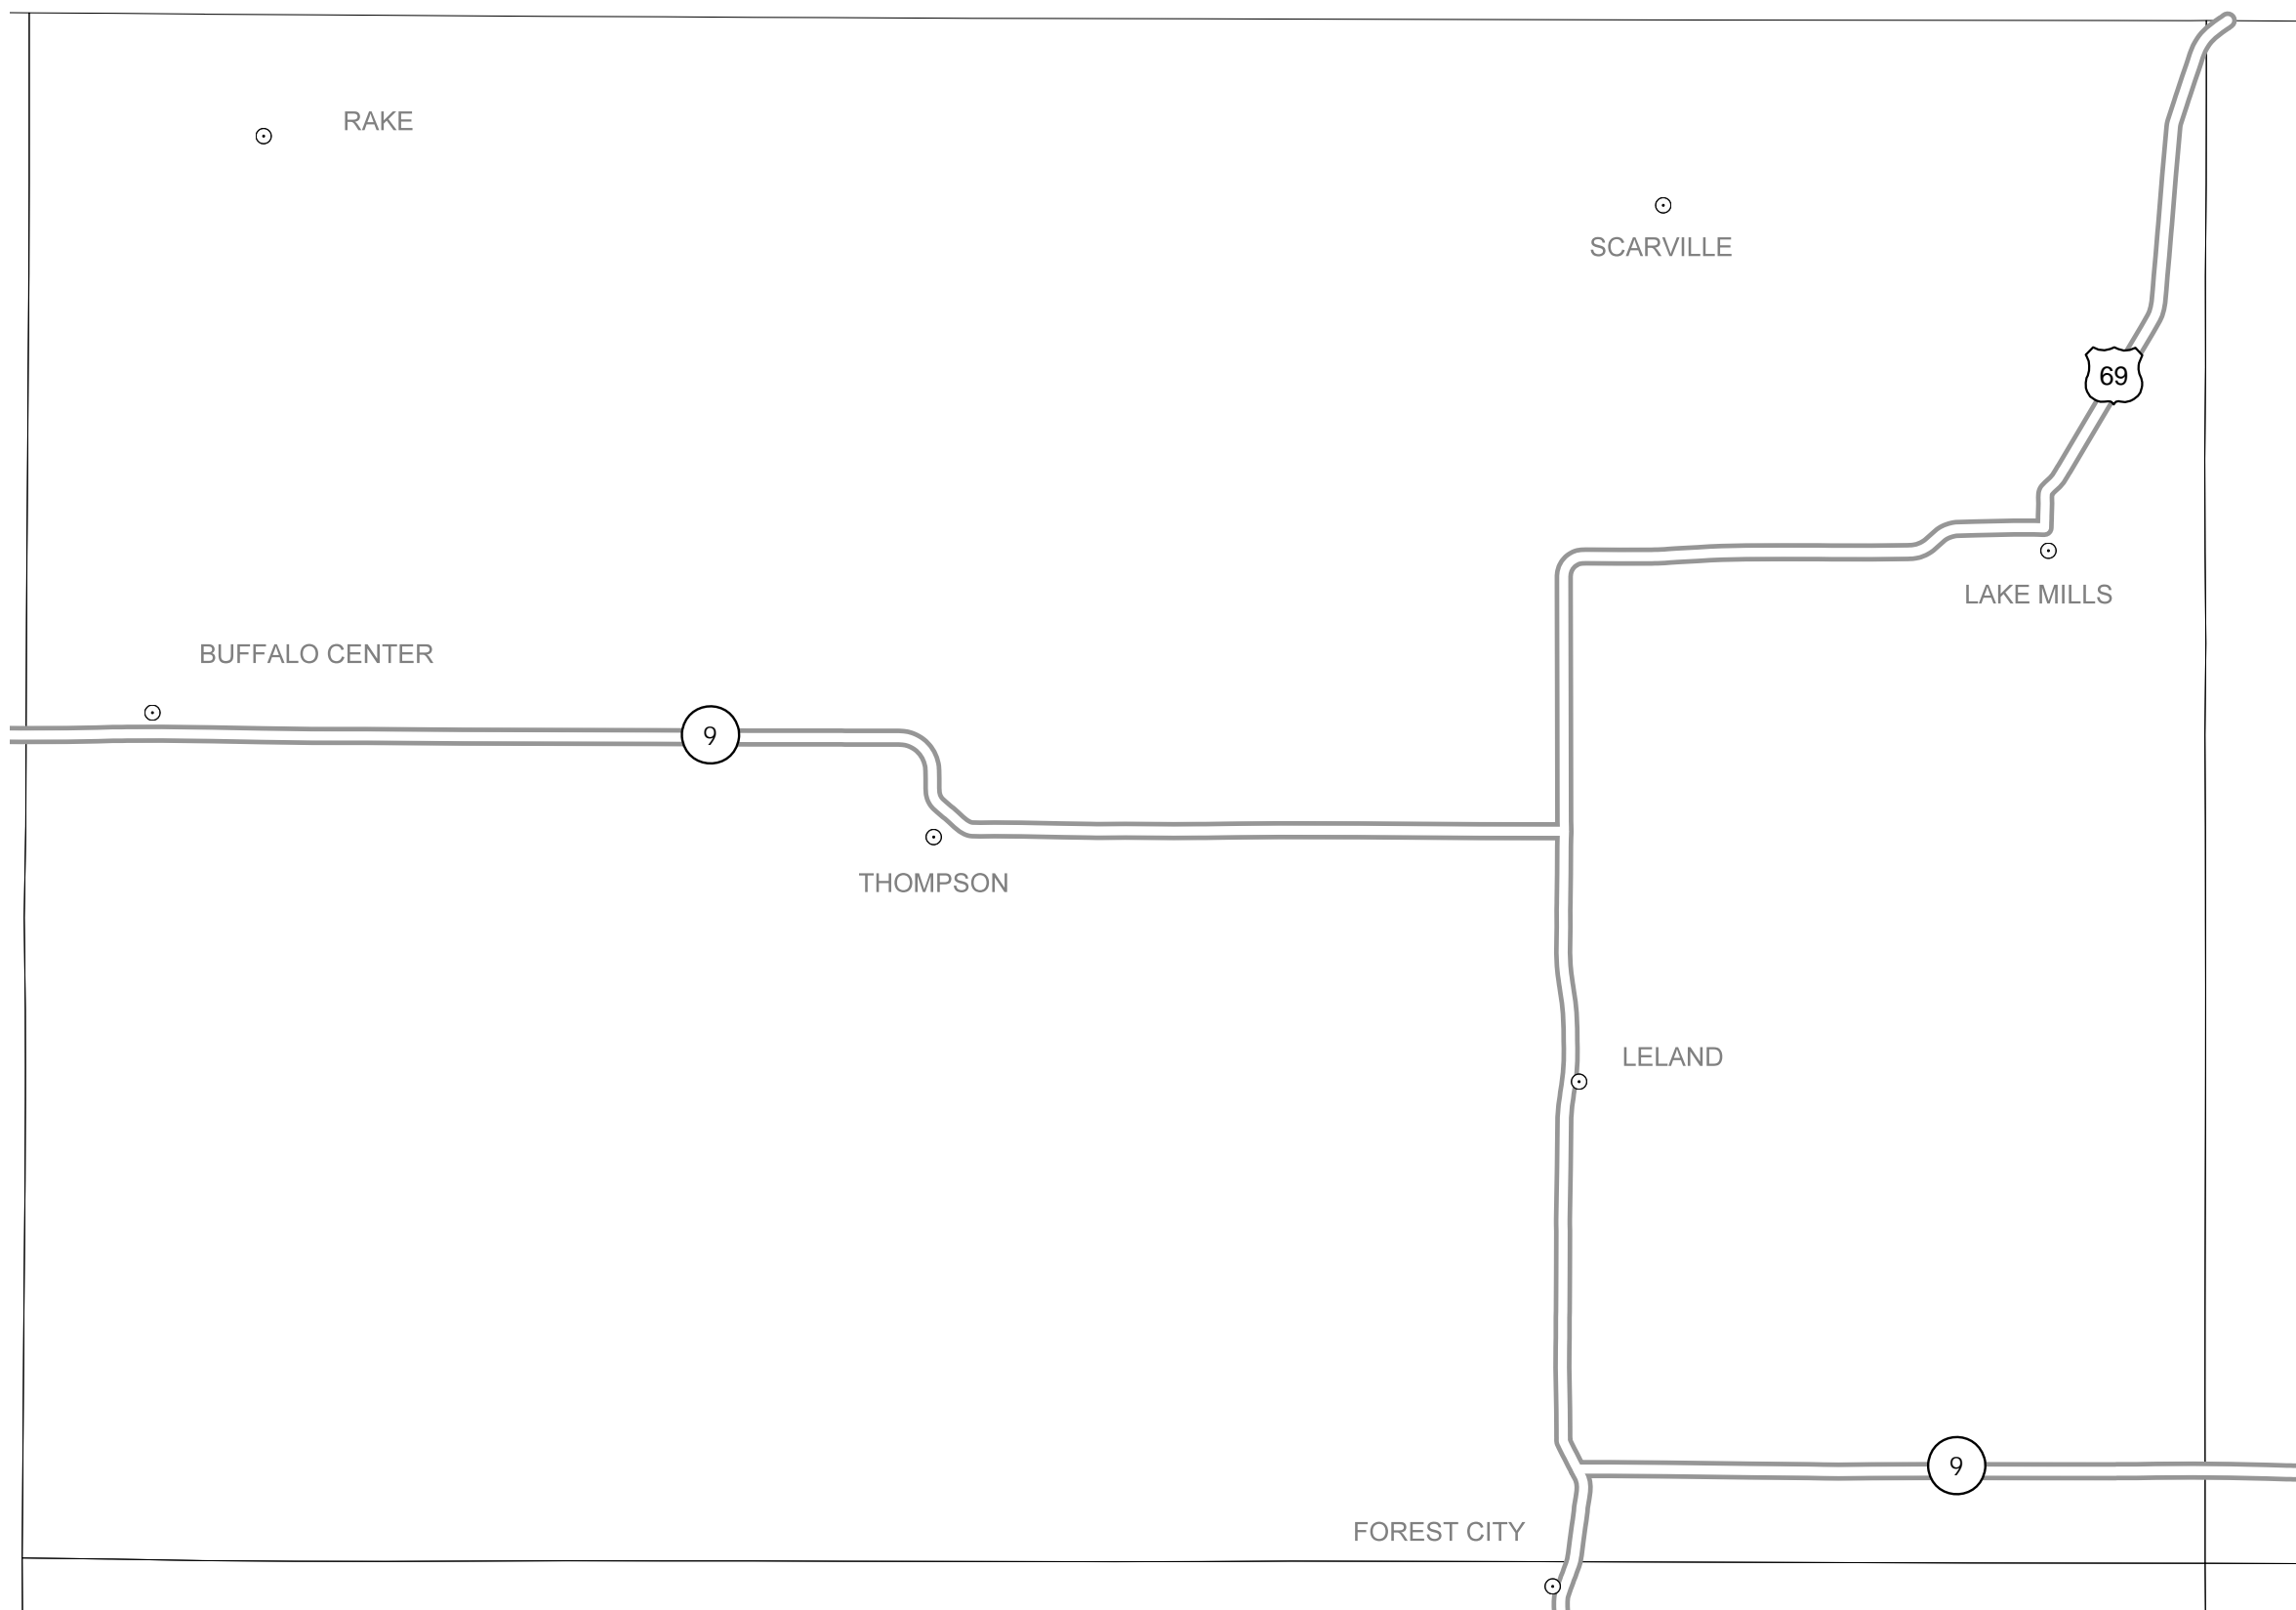 RAKE
SCARVILLE
69
LAKE MILLS
BUFFALO CENTER
9
THOMPSON
LELAND
9
FOREST CITY